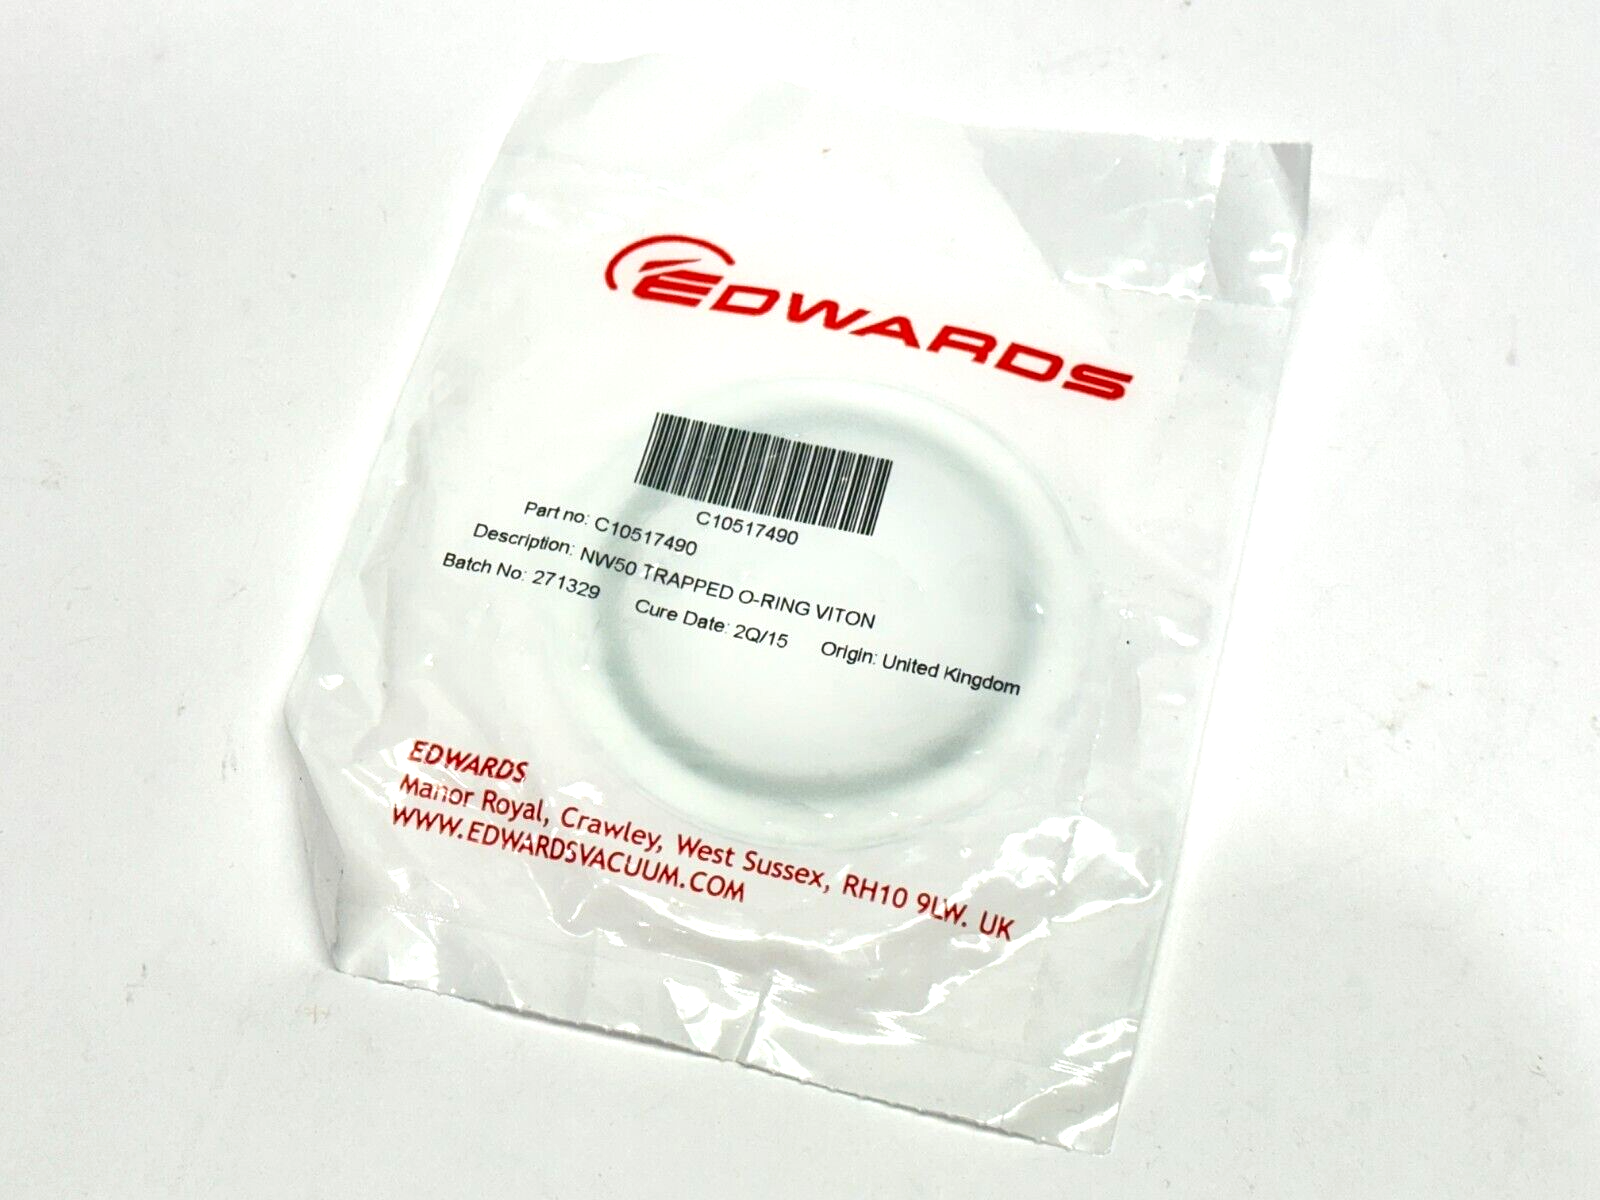 EDWARDS
C10517490
Part no: C10517490
Description: NW50 TRAPPED O-RING VITON
Batch No: 271329 Cure Date: 2Q/15 Origin: United Kingdom
EDWARDS
Manor Royal, Crawley, West Sussex, RH10 9LW. UK
WWW.EDWARDSVACUUM.COM